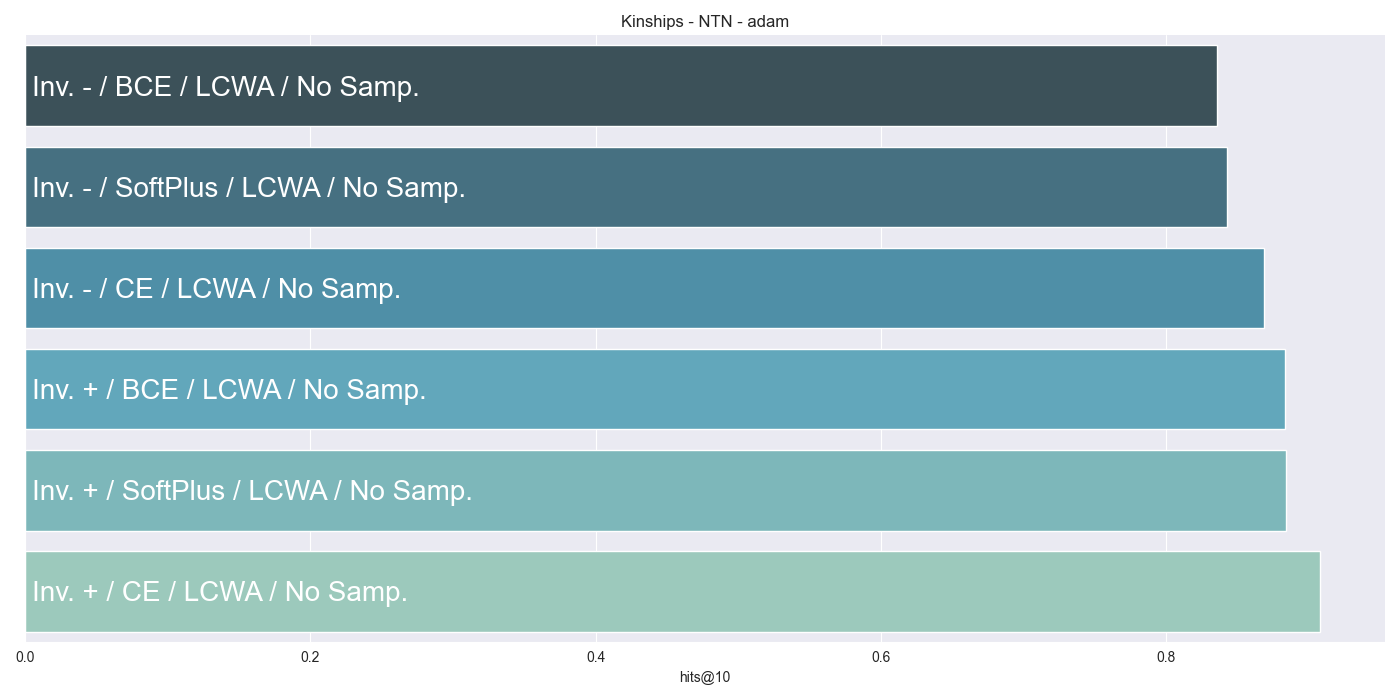 Kinships - NTN - adam
Inv. - / BCE / LCWA / No Samp.
Inv. - / SoftPlus / LCWA / No Samp.
Inv. - / CE / LCWA / No Samp.
Inv. + / BCE / LCWA / No Samp.
Inv. + / SoftPlus / LCWA / No Samp.
Inv. + / CE / LCWA / No Samp.
0.0 0.2 0.4 0.6 0.8
hits@10